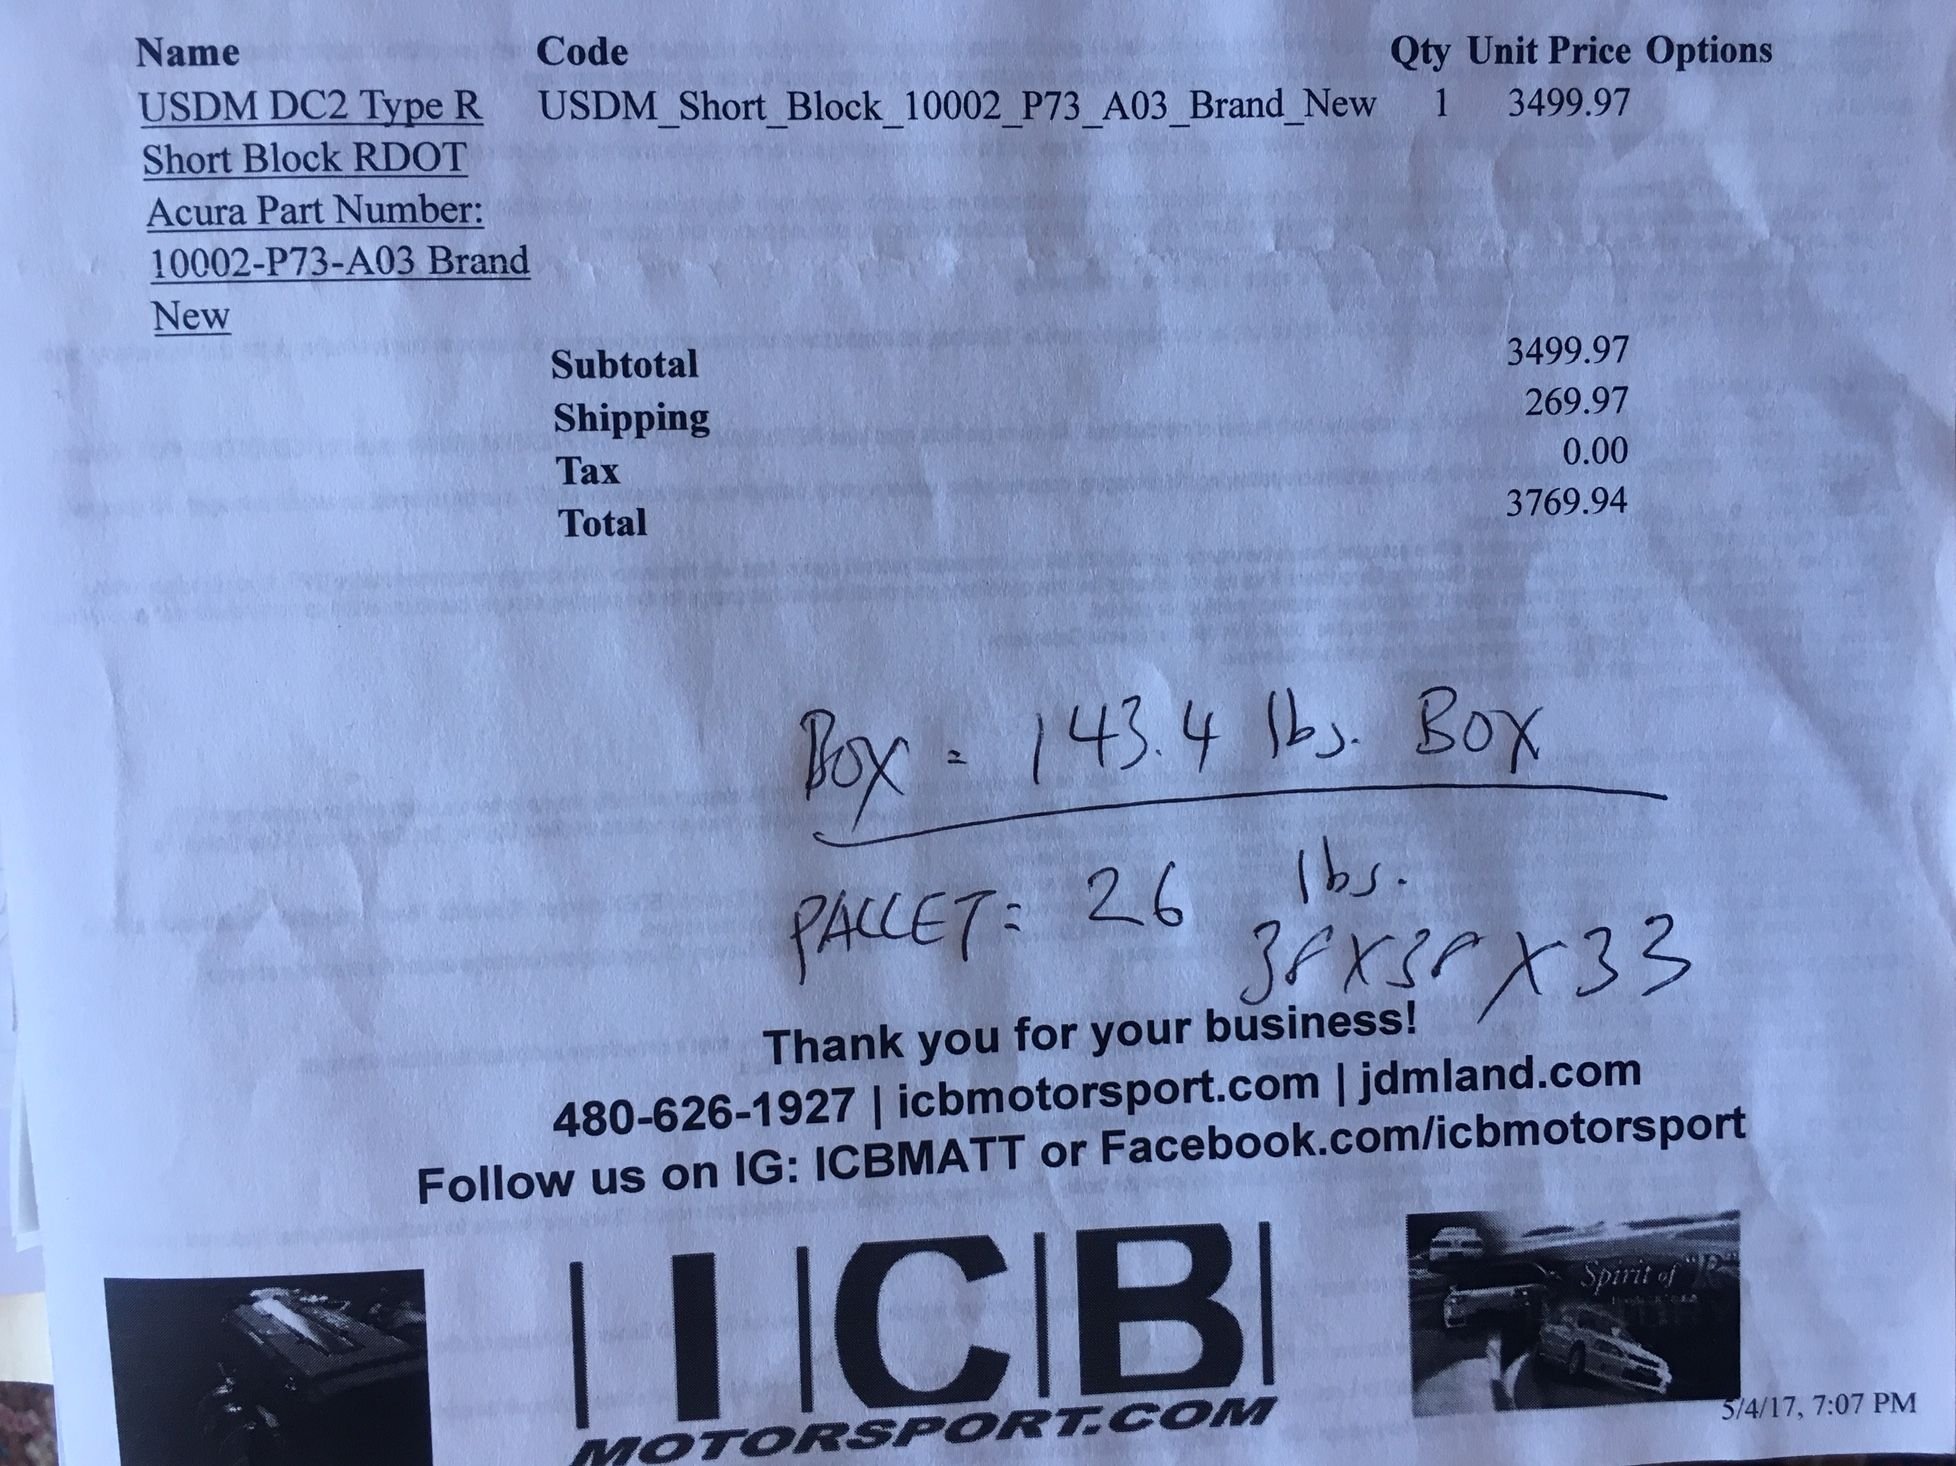 Name Code Qty Unit Price Options
USDM DC2 Type R USDM_Short_Block_10002_P73_A03_Brand_New 1 3499.97
Short Block RDOT
Acura Part Number:
10002-P73-A03 Brand
New
Subtotal 3499.97
Shipping 269.97
Tax 0.00
Total 3769.94
BOX = 143.4 lbs. BOX
PALLET = 26 lbs.
38X38X33
Thank you for your business!
480-626-1927 | icbmotorsport.com | jdmland.com
Follow us on IG: ICBMATT or Facebook.com/icbmotorsport
|I|C|B|
MOTORSPORT.COM
Spirit of "R"
5/4/17, 7:07 PM